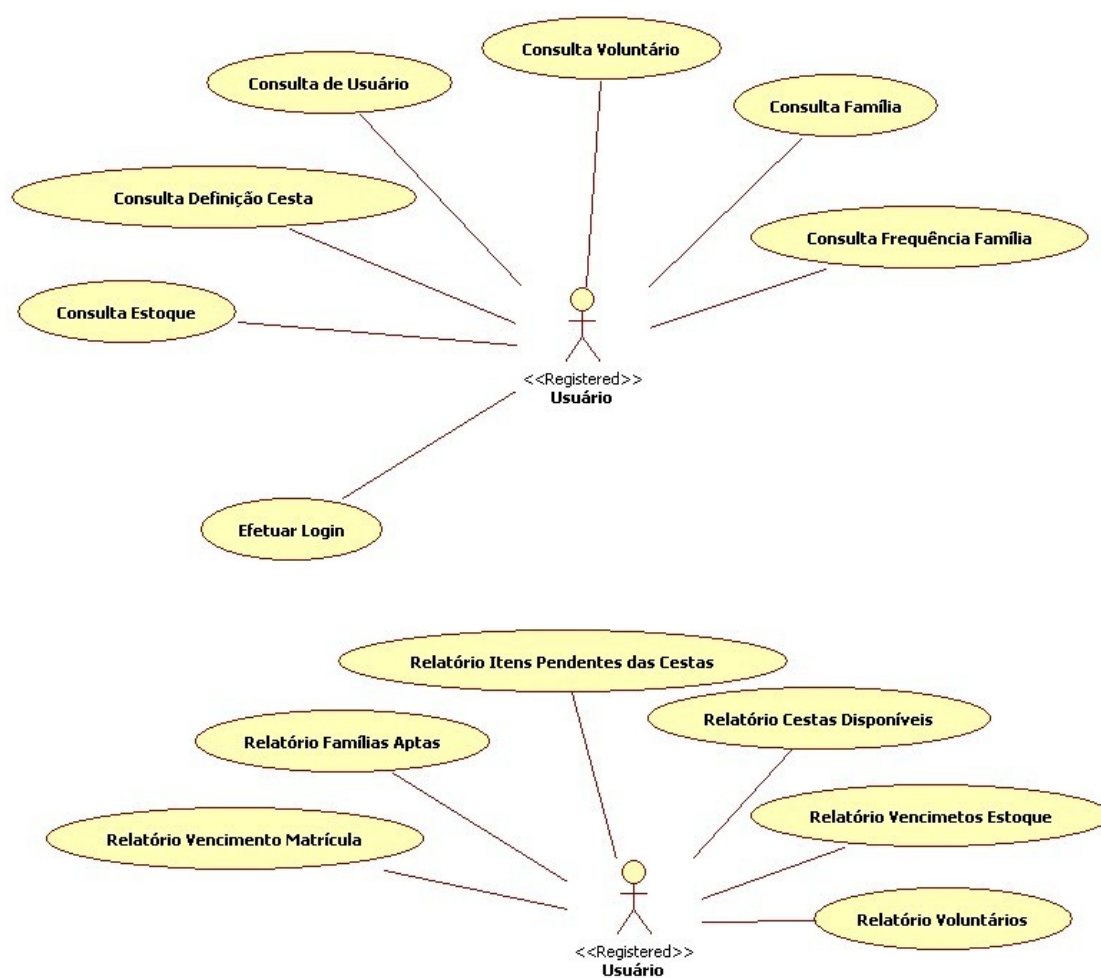 Consulta Voluntário
Consulta de Usuário
Consulta Família
Consulta Definição Cesta
Consulta Frequência Família
Consulta Estoque
<<Registered>>
Usuário
Efetuar Login
Relatório Itens Pendentes das Cestas
Relatório Cestas Disponíveis
Relatório Famílias Aptas
Relatório Vencimetos Estoque
Relatório Vencimento Matrícula
Relatório Voluntários
<<Registered>>
Usuário